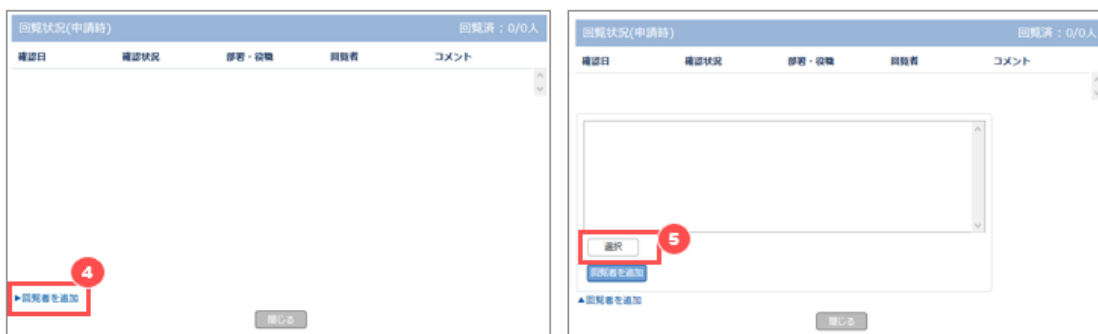 回覧状況(申請時) 回覧済：0/0人
確認日 確認状況 部署・役職 回覧者 コメント
4
▶回覧者を追加
閉じる
回覧状況(申請時) 回覧済：0/0人
確認日 確認状況 部署・役職 回覧者 コメント
選択
5
回覧者を追加
▲回覧者を追加
閉じる